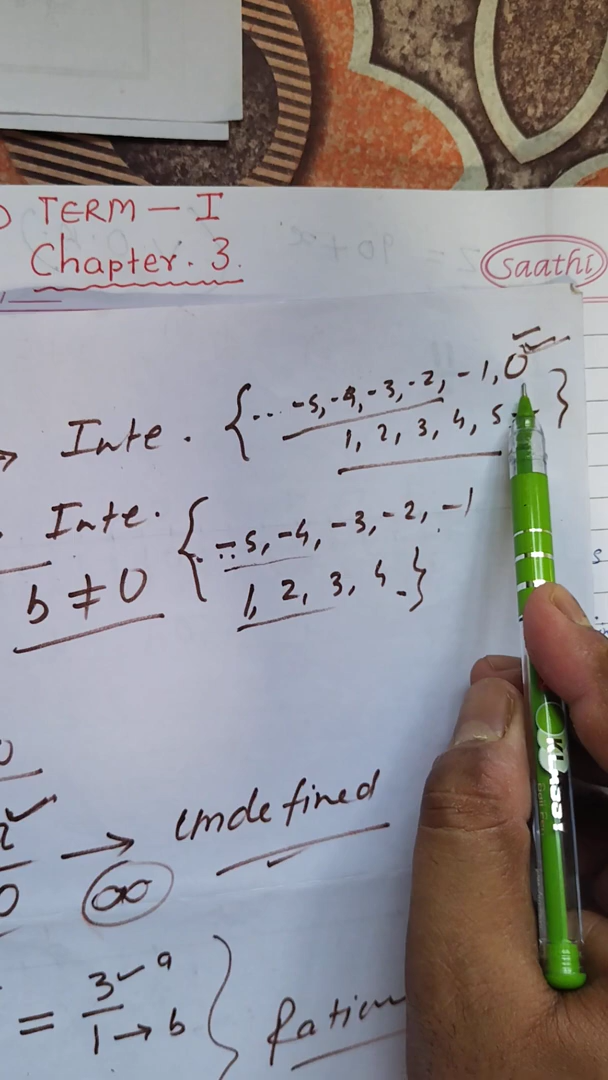 TERM - I
Chapter. 3.
Saathi
→ Inte. {... -5, -4, -3, -2, -1, 0
1, 2, 3, 4, 5 }
Inte. {.. -5, -4, -3, -2, -1
b ≠ 0 1, 2, 3, 4 .}
→ undefined
∞
= 3 a
1 → b }